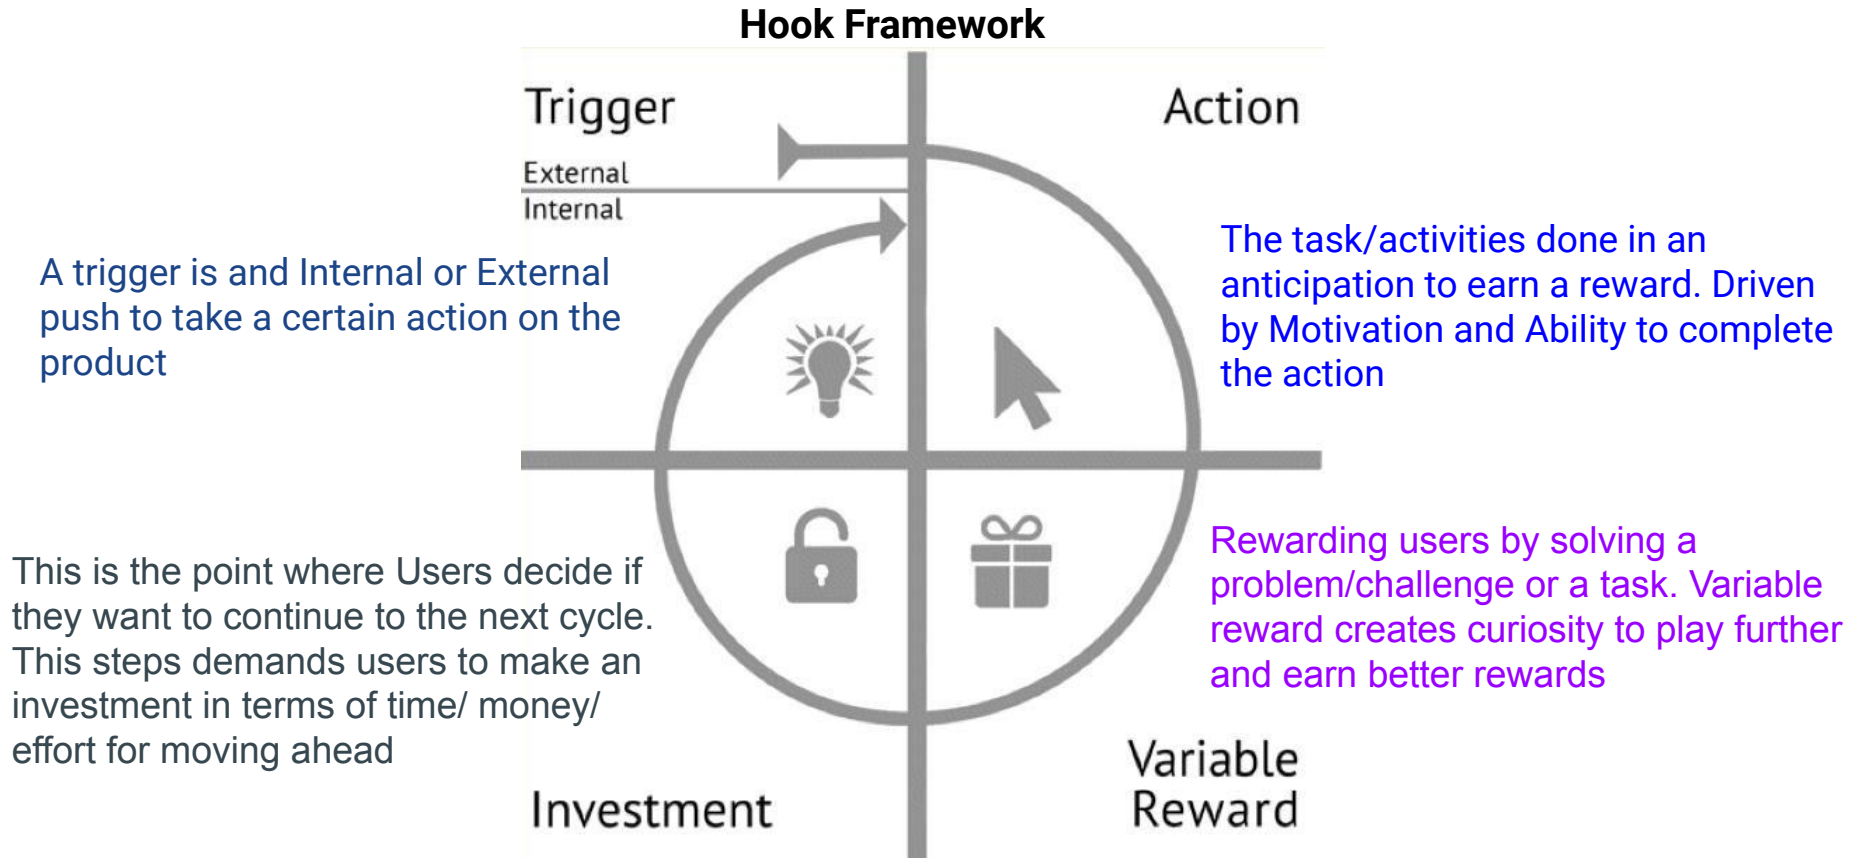 Hook Framework
Trigger
External
Internal
A trigger is and Internal or External
push to take a certain action on the
product
Action
The task/activities done in an
anticipation to earn a reward. Driven
by Motivation and Ability to complete
the action
Rewarding users by solving a
problem/challenge or a task. Variable
reward creates curiosity to play further
and earn better rewards
Variable
Reward
This is the point where Users decide if
they want to continue to the next cycle.
This steps demands users to make an
investment in terms of time/ money/
effort for moving ahead
Investment